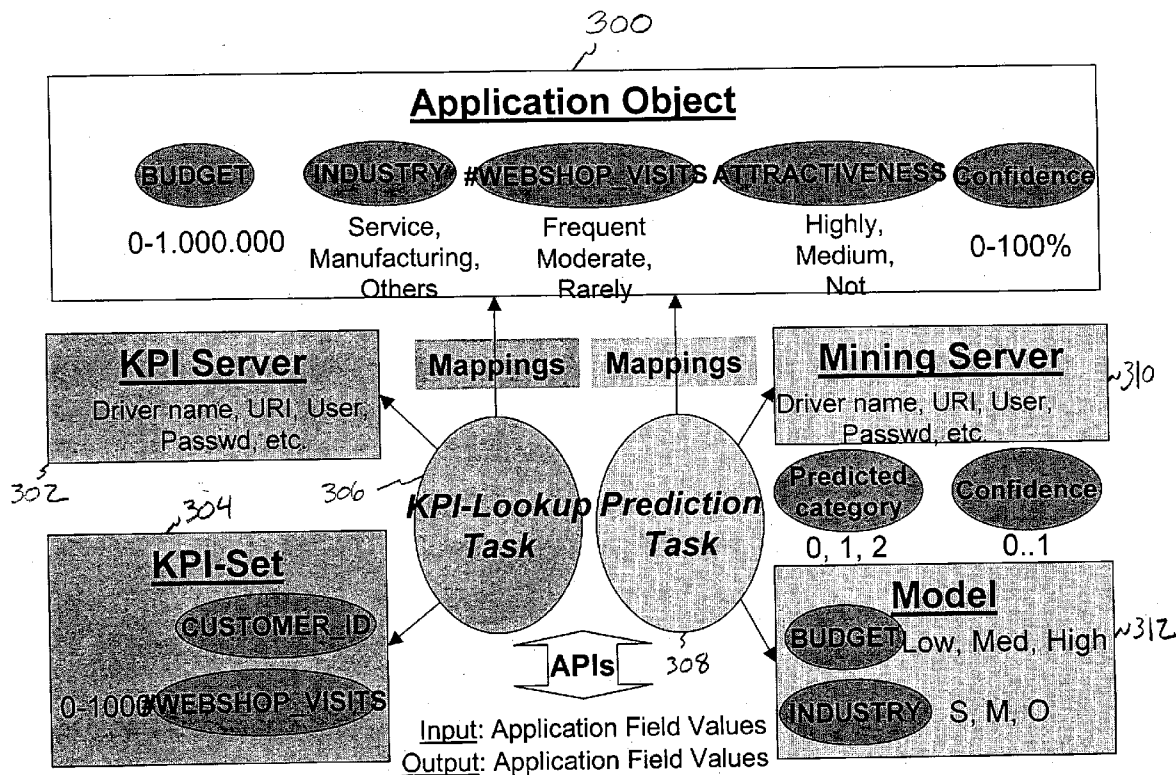 300
Application Object
BUDGET INDUSTRY# #WEBSHOP_VISITS ATTRACTIVENESS Confidence
0-1.000.000
Service,
Manufacturing,
Others
Frequent
Moderate,
Rarely
Highly,
Medium,
Not
0-100%
KPI Server
Driver name, URI, User,
Passwd, etc.
302
Mappings
Mappings
Mining Server
Driver name, URI, User,
Passwd, etc.
310
304
306
KPI-Lookup
Task
Prediction
Task
Predicted
category
0, 1, 2
Confidence
0..1
KPI-Set
CUSTOMER_ID
0-1000 #WEBSHOP_VISITS
308
APIs
Input: Application Field Values
Output: Application Field Values
Model
BUDGET Low, Med, High
312
INDUSTRY S, M, O